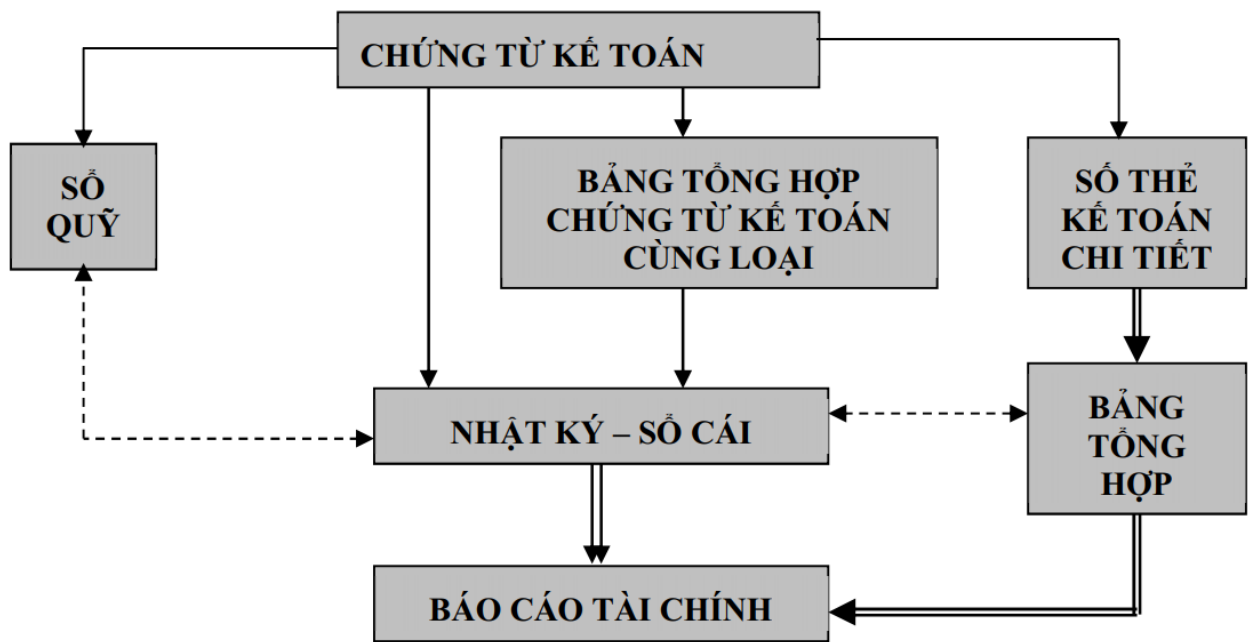 CHỨNG TỪ KẾ TOÁN
SỔ
QUỸ
BẢNG TỔNG HỢP
CHỨNG TỪ KẾ TOÁN
CÙNG LOẠI
SỐ THẺ
KẾ TOÁN
CHI TIẾT
NHẬT KÝ – SỔ CÁI
BẢNG
TỔNG
HỢP
BÁO CÁO TÀI CHÍNH